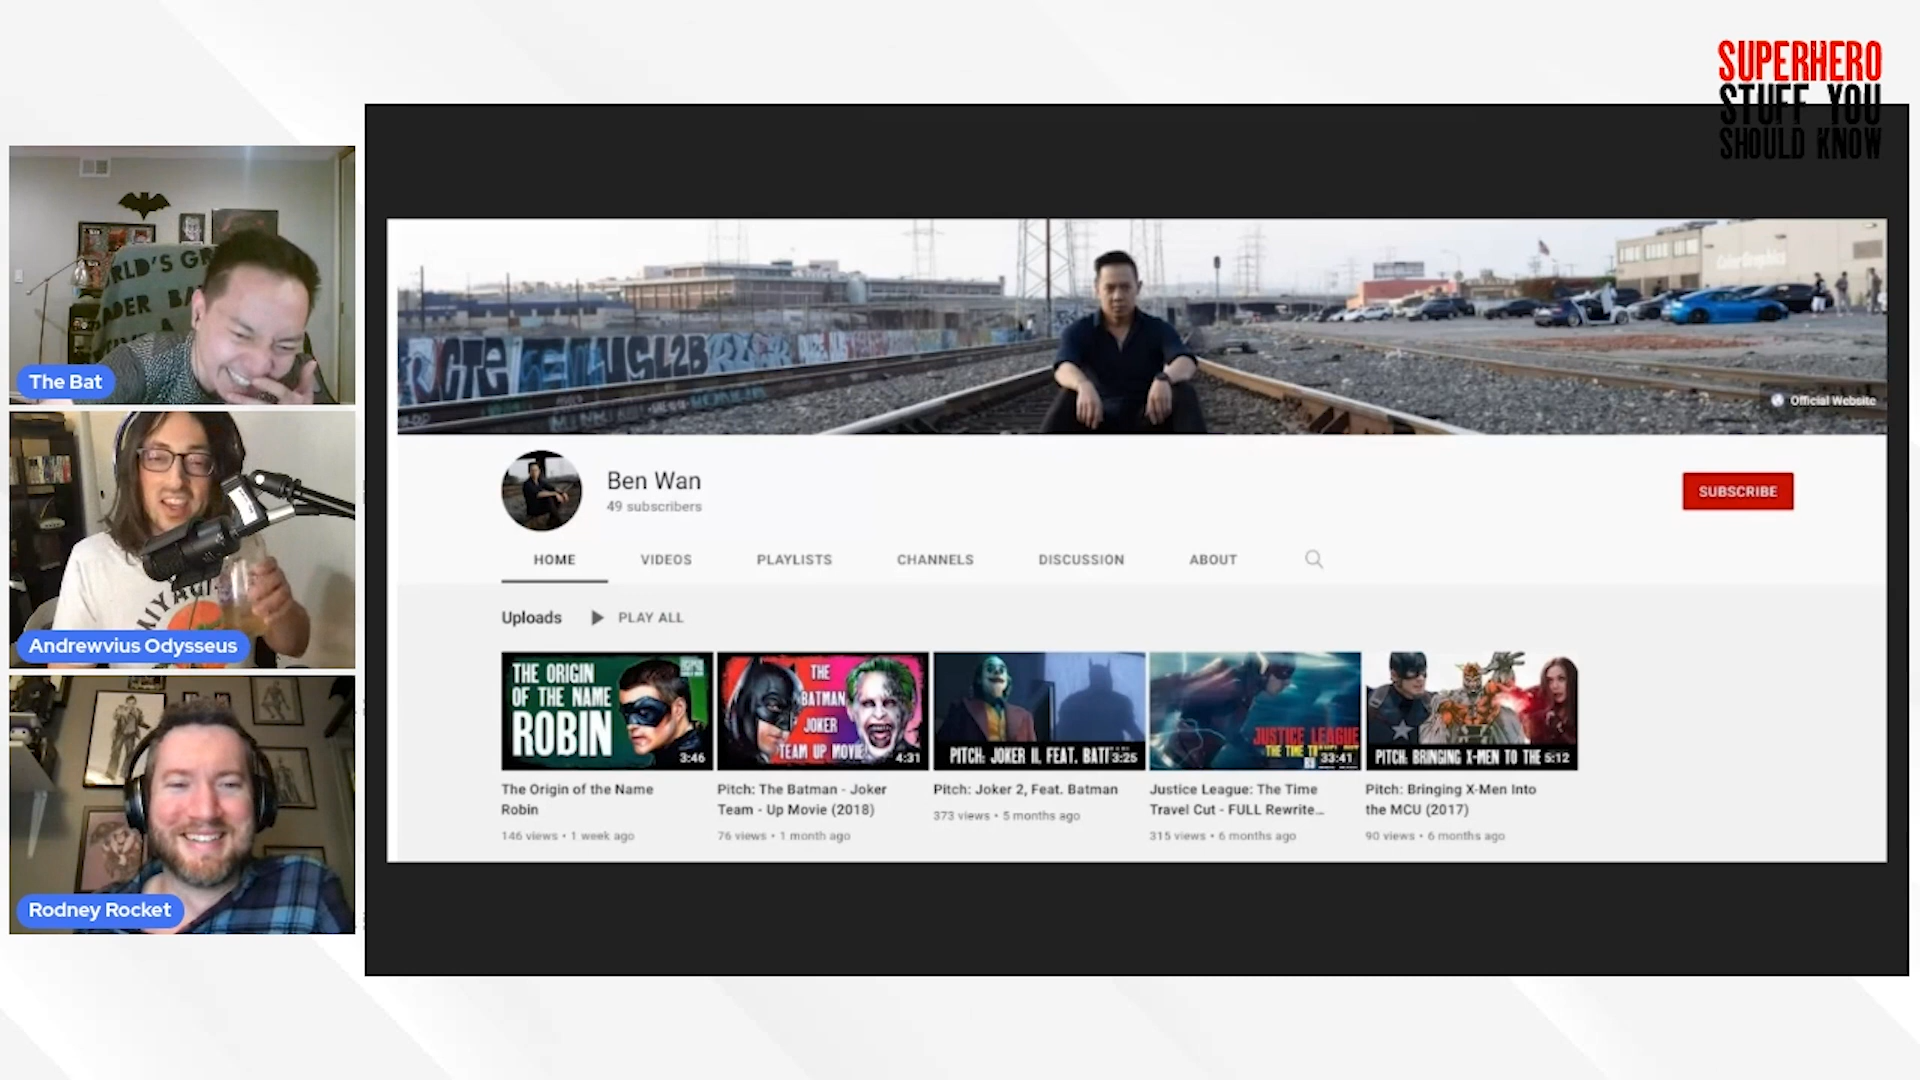 SUPERHERO
STUFF YOU
SHOULD KNOW
The Bat
Andrewvius Odysseus
Rodney Rocket
Official Website
Ben Wan
49 subscribers
SUBSCRIBE
HOME VIDEOS PLAYLISTS CHANNELS DISCUSSION ABOUT
Uploads PLAY ALL
THE ORIGIN
OF THE NAME
ROBIN
3:46
THE
BATMAN
JOKER
TEAM UP MOVIE
4:31
PITCH: JOKER II, FEAT. BAT
3:25
JUSTICE LEAGUE
THE TIME
33:41
PITCH: BRINGING X-MEN TO THE
5:12
The Origin of the Name
Robin
146 views • 1 week ago
Pitch: The Batman - Joker
Team - Up Movie (2018)
76 views • 1 month ago
Pitch: Joker 2, Feat. Batman
373 views • 5 months ago
Justice League: The Time
Travel Cut - FULL Rewrite...
315 views • 6 months ago
Pitch: Bringing X-Men Into
the MCU (2017)
90 views • 6 months ago